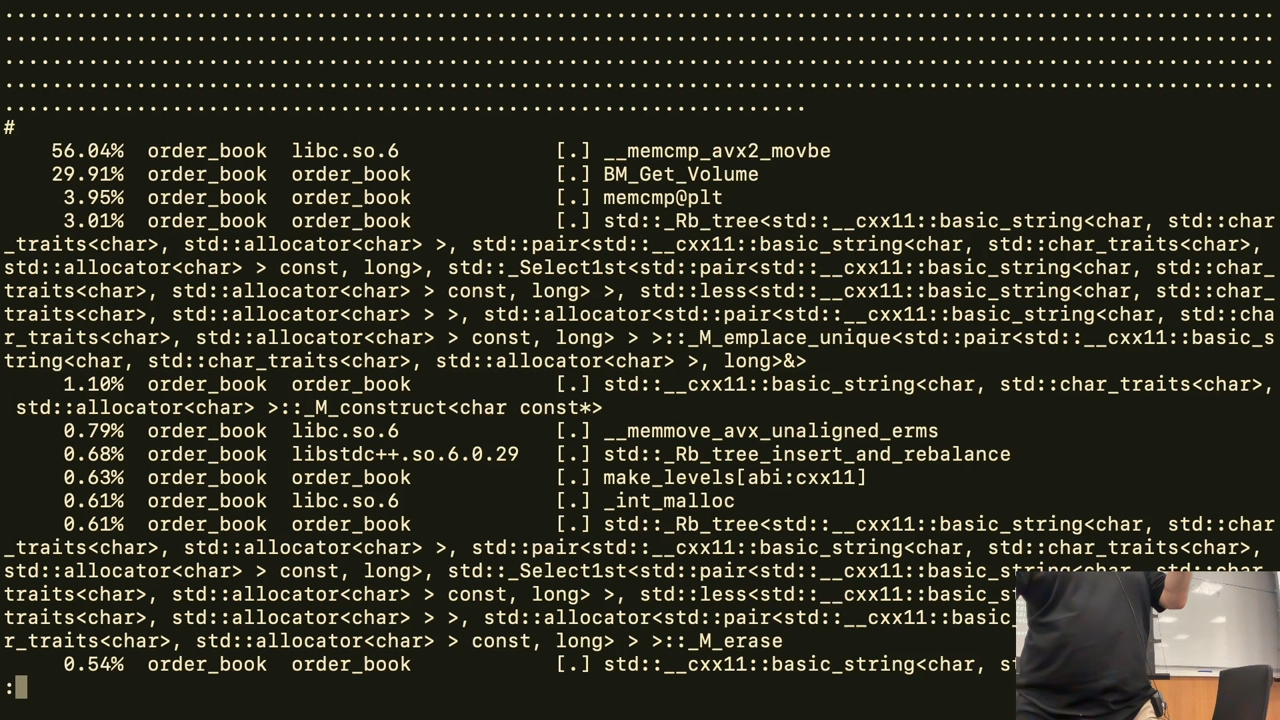 #
56.04% order_book libc.so.6 [.] __memcmp_avx2_movbe
29.91% order_book order_book [.] BM_Get_Volume
3.95% order_book order_book [.] memcmp@plt
3.01% order_book order_book [.] std::_Rb_tree<std::__cxx11::basic_string<char, std::char
_traits<char>, std::allocator<char> >, std::pair<std::__cxx11::basic_string<char, std::char_traits<char>,
std::allocator<char> > const, long>, std::_Select1st<std::pair<std::__cxx11::basic_string<char, std::char_
traits<char>, std::allocator<char> > const, long> >, std::less<std::__cxx11::basic_string<char, std::char_
traits<char>, std::allocator<char> > >, std::allocator<std::pair<std::__cxx11::basic_string<char, std::cha
r_traits<char>, std::allocator<char> > const, long> > >::_M_emplace_unique<std::pair<std::__cxx11::basic_s
tring<char, std::char_traits<char>, std::allocator<char> >, long>&>
1.10% order_book order_book [.] std::__cxx11::basic_string<char, std::char_traits<char>,
std::allocator<char> >::_M_construct<char const*>
0.79% order_book libc.so.6 [.] __memmove_avx_unaligned_erms
0.68% order_book libstdc++.so.6.0.29 [.] std::_Rb_tree_insert_and_rebalance
0.63% order_book order_book [.] make_levels[abi:cxx11]
0.61% order_book libc.so.6 [.] _int_malloc
0.61% order_book order_book [.] std::_Rb_tree<std::__cxx11::basic_string<char, std::char
_traits<char>, std::allocator<char> >, std::pair<std::__cxx11::basic_string<char, std::char_traits<char>,
std::allocator<char> > const, long>, std::_Select1st<std::pair<std::__cxx11::basic_string<char, std::char_
traits<char>, std::allocator<char> > const, long> >, std::less<std::__cxx11::basic_s
traits<char>, std::allocator<char> > >, std::allocator<std::pair<std::__cxx11::basic
r_traits<char>, std::allocator<char> > const, long> > >::_M_erase
0.54% order_book order_book [.] std::__cxx11::basic_string<char, s
: